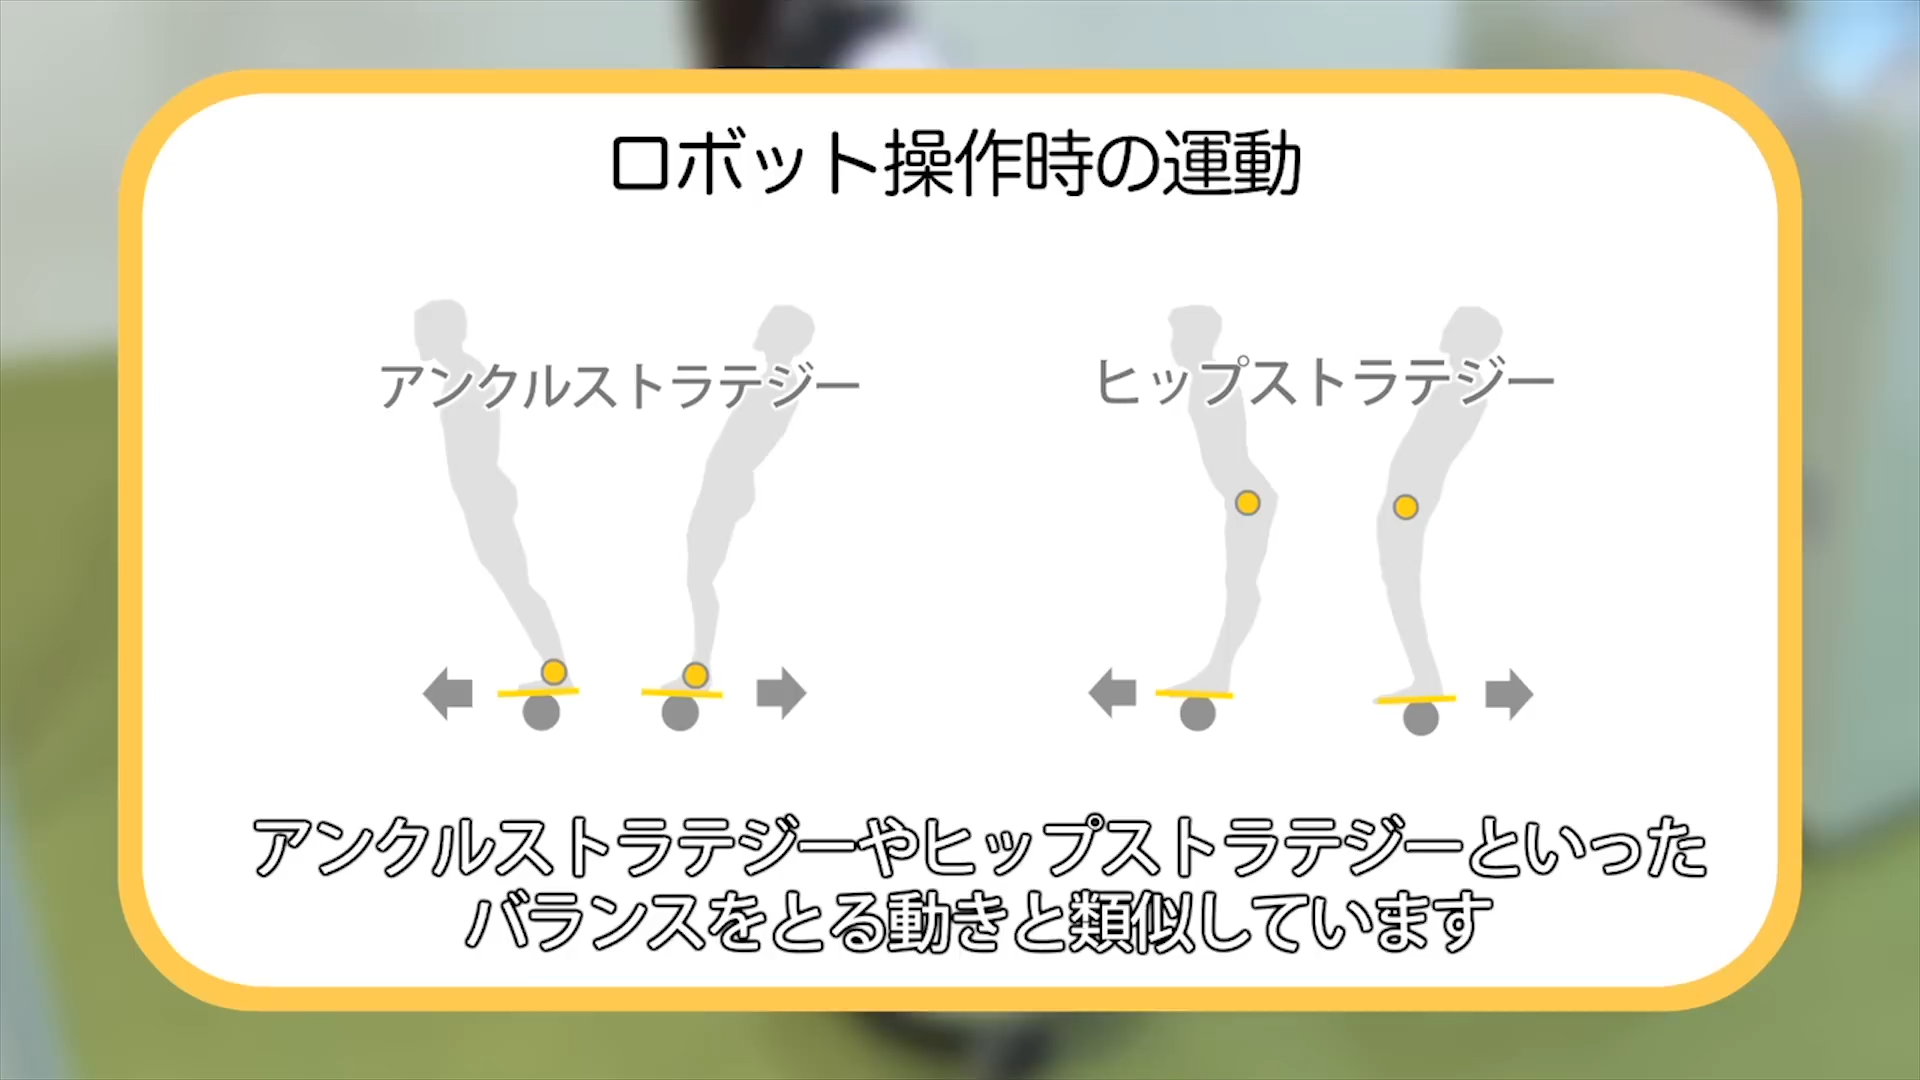 ロボット操作時の運動
アンクルストラテジー
ヒップストラテジー
アンクルストラテジーやヒップストラテジーといった
バランスをとる動きと類似しています